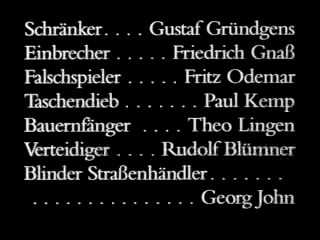 Schränker. . . . Gustaf Gründgens
Einbrecher . . . . Friedrich Gnaß
Falschspieler . . . . . Fritz Odemar
Taschendieb . . . . . . . Paul Kemp
Bauernfänger . . . . Theo Lingen
Verteidiger . . . . Rudolf Blümner
Blinder Straßenhändler. . . . . . .
. . . . . . . . . . . . . . . Georg John